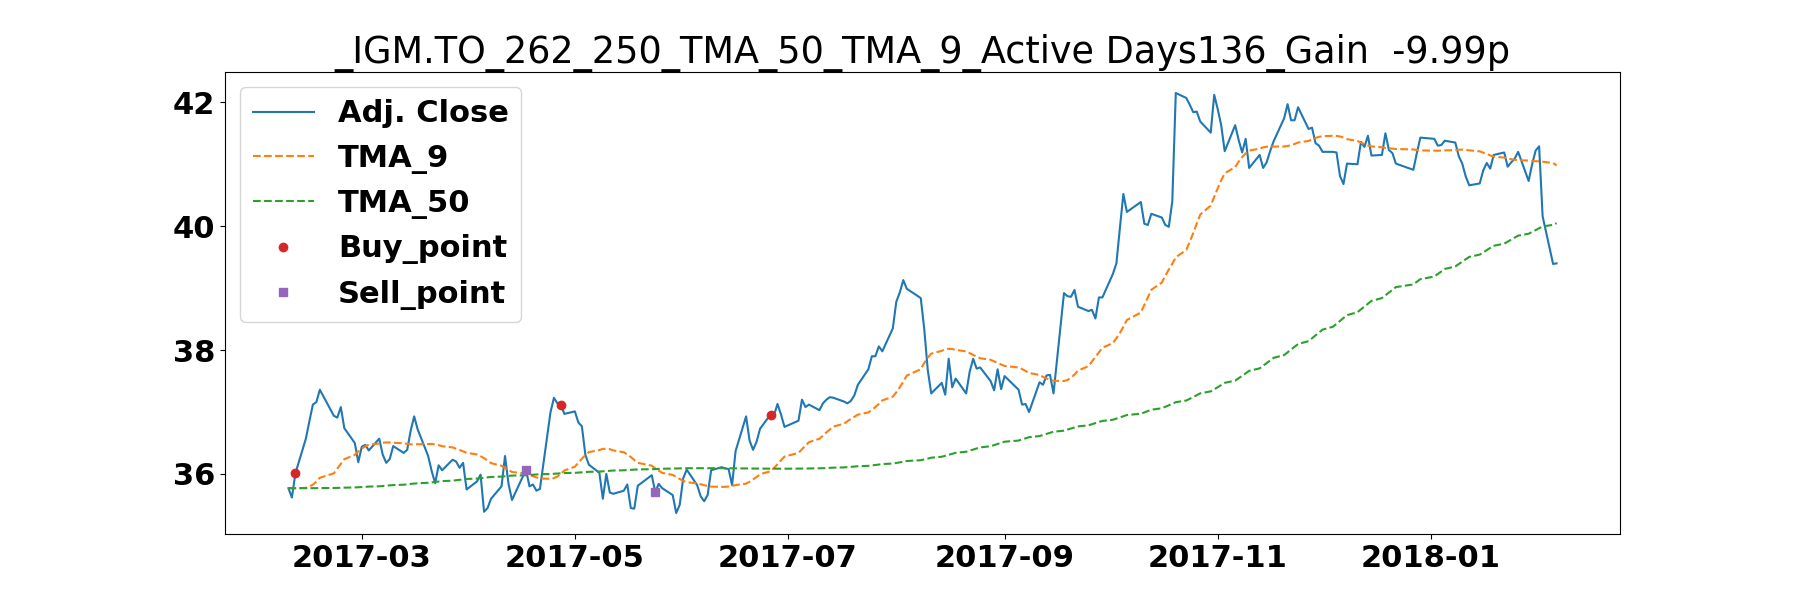 _IGM.TO_262_250_TMA_50_TMA_9_Active Days136_Gain  -9.99p
42
40
38
36
Adj. Close
TMA_9
TMA_50
Buy_point
Sell_point
2017-03 2017-05 2017-07 2017-09 2017-11 2018-01